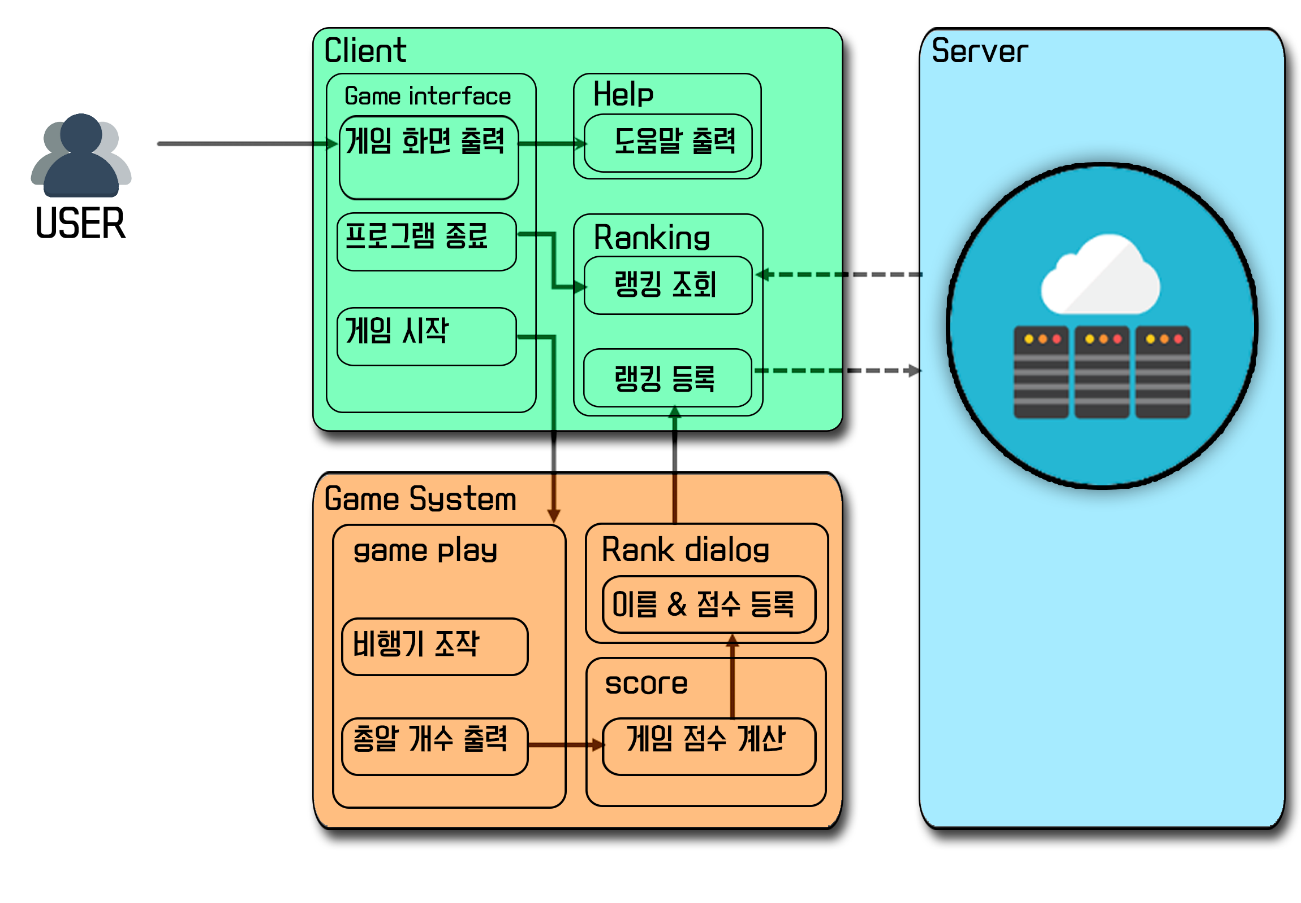 USER
Client
Game interface
게임 화면 출력
프로그램 종료
게임 시작
Help
도움말 출력
Ranking
랭킹 조회
랭킹 등록
Game System
game play
비행기 조작
총알 개수 출력
Rank dialog
이름 & 점수 등록
score
게임 점수 계산
Server